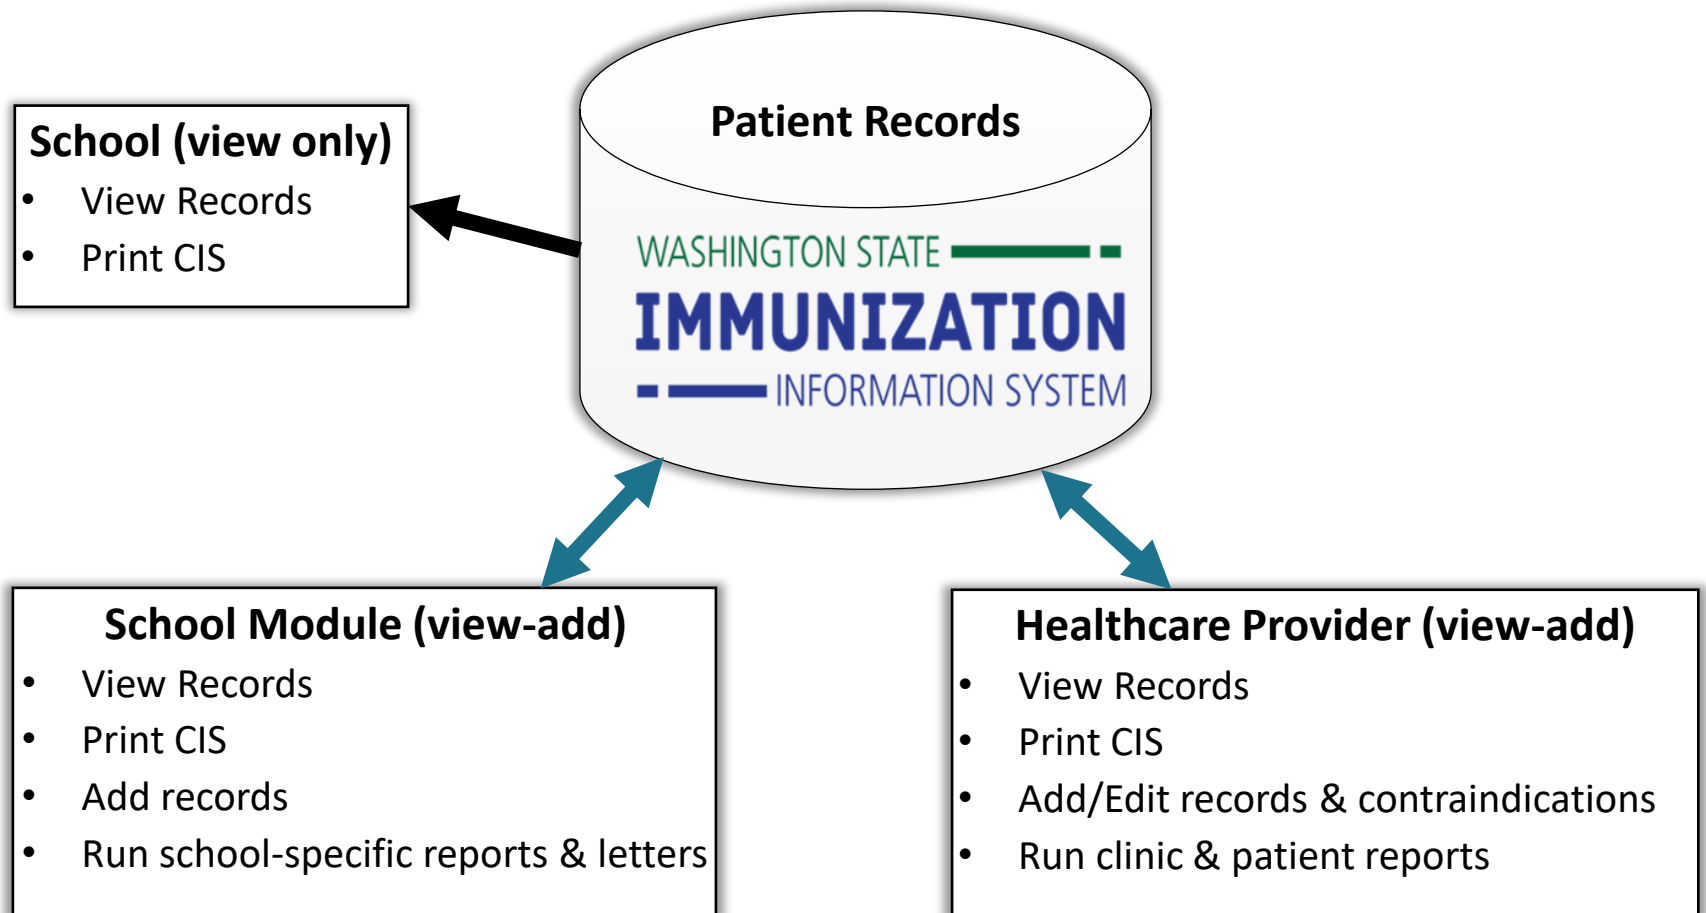 Patient Records
WASHINGTON STATE
IMMUNIZATION
INFORMATION SYSTEM
School (view only)
• View Records
• Print CIS
School Module (view-add)
• View Records
• Print CIS
• Add records
• Run school-specific reports & letters
Healthcare Provider (view-add)
• View Records
• Print CIS
• Add/Edit records & contraindications
• Run clinic & patient reports